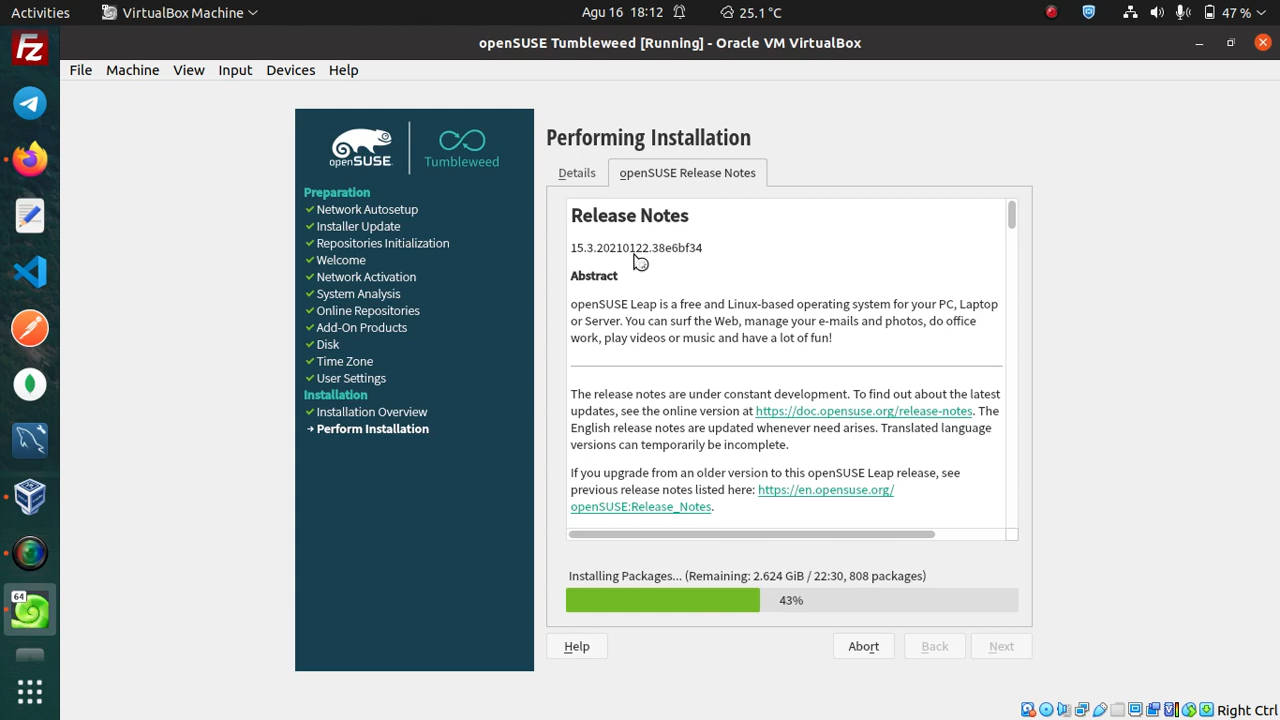 Activities VirtualBox Machine Aug 16 18:12 25.1 °C 47 %
openSUSE Tumbleweed [Running] - Oracle VM VirtualBox
File Machine View Input Devices Help
openSUSE. Tumbleweed
Preparation
Network Autosetup
Installer Update
Repositories Initialization
Welcome
Network Activation
System Analysis
Online Repositories
Add-On Products
Disk
Time Zone
User Settings
Installation
Installation Overview
Perform Installation
Performing Installation
Details openSUSE Release Notes
Release Notes
15.3.20210122.38e6bf34
Abstract
openSUSE Leap is a free and Linux-based operating system for your PC, Laptop
or Server. You can surf the Web, manage your e-mails and photos, do office
work, play videos or music and have a lot of fun!
The release notes are under constant development. To find out about the latest
updates, see the online version at https://doc.opensuse.org/release-notes. The
English release notes are updated whenever need arises. Translated language
versions can temporarily be incomplete.
If you upgrade from an older version to this openSUSE Leap release, see
previous release notes listed here: https://en.opensuse.org/
openSUSE:Release_Notes.
Installing Packages... (Remaining: 2.624 GiB / 22:30, 808 packages)
43%
Help Abort Back Next
Fz
64
Right Ctrl